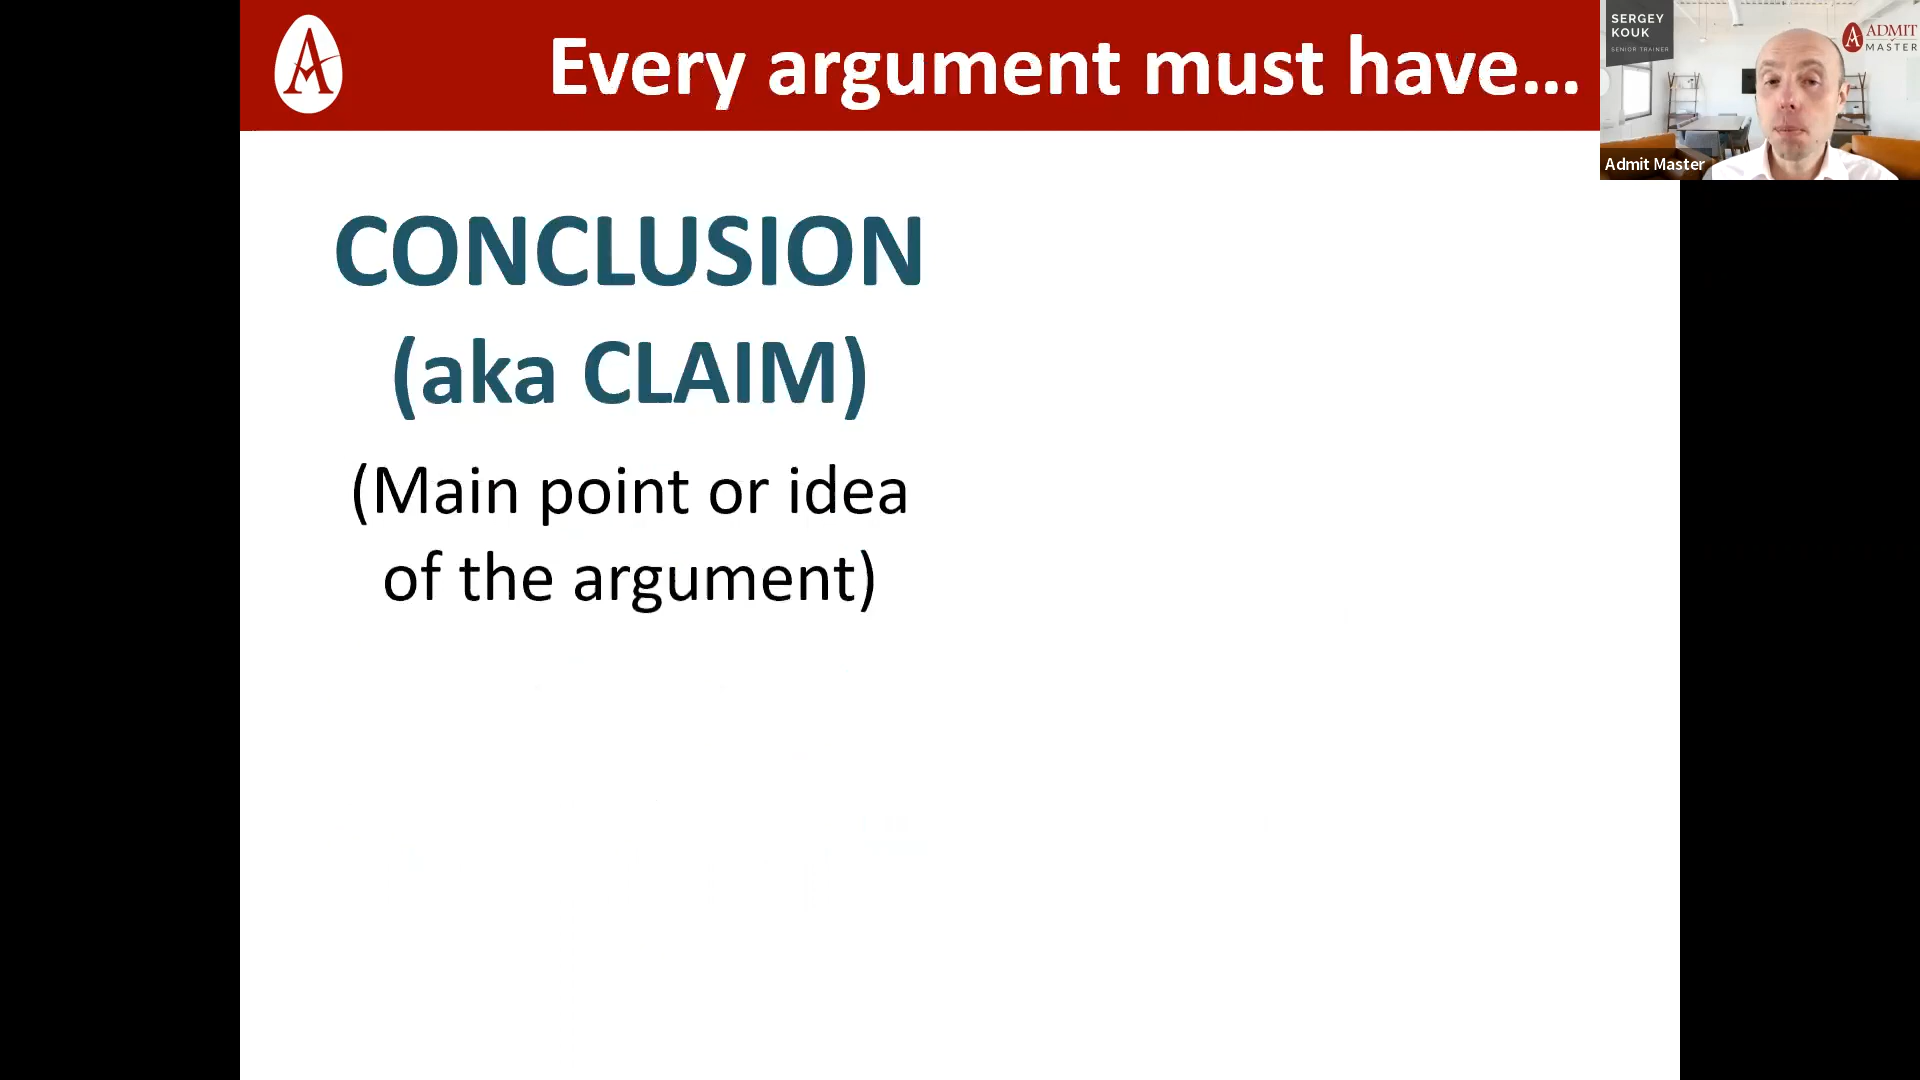 Every argument must have...
SERGEY
KOUK
SENIOR TRAINER
ADMIT
MASTER
Admit Master
CONCLUSION
(aka CLAIM)
(Main point or idea
of the argument)